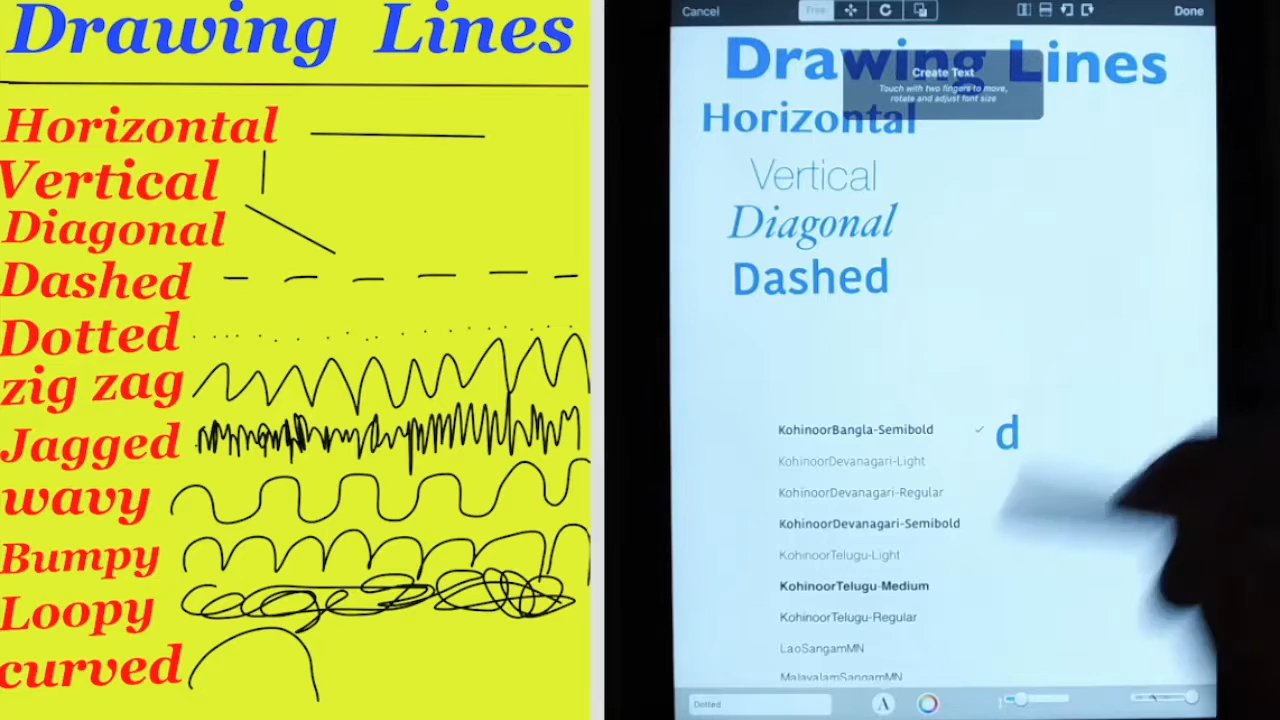 Drawing Lines
Horizontal
Vertical
Diagonal
Dashed
Dotted
zig zag
Jagged
wavy
Bumpy
Loopy
curved
Cancel
Free
Done
Drawing Lines
Create Text
Touch with two fingers to move,
rotate and adjust font size
Horizontal
Vertical
Diagonal
Dashed
KohinoorBangla-Semibold
d
KohinoorDevanagari-Light
KohinoorDevanagari-Regular
KohinoorDevanagari-Semibold
KohinoorTelugu-Light
KohinoorTelugu-Medium
KohinoorTelugu-Regular
LaoSangamMN
MalayalamSangamMN
Dotted
A